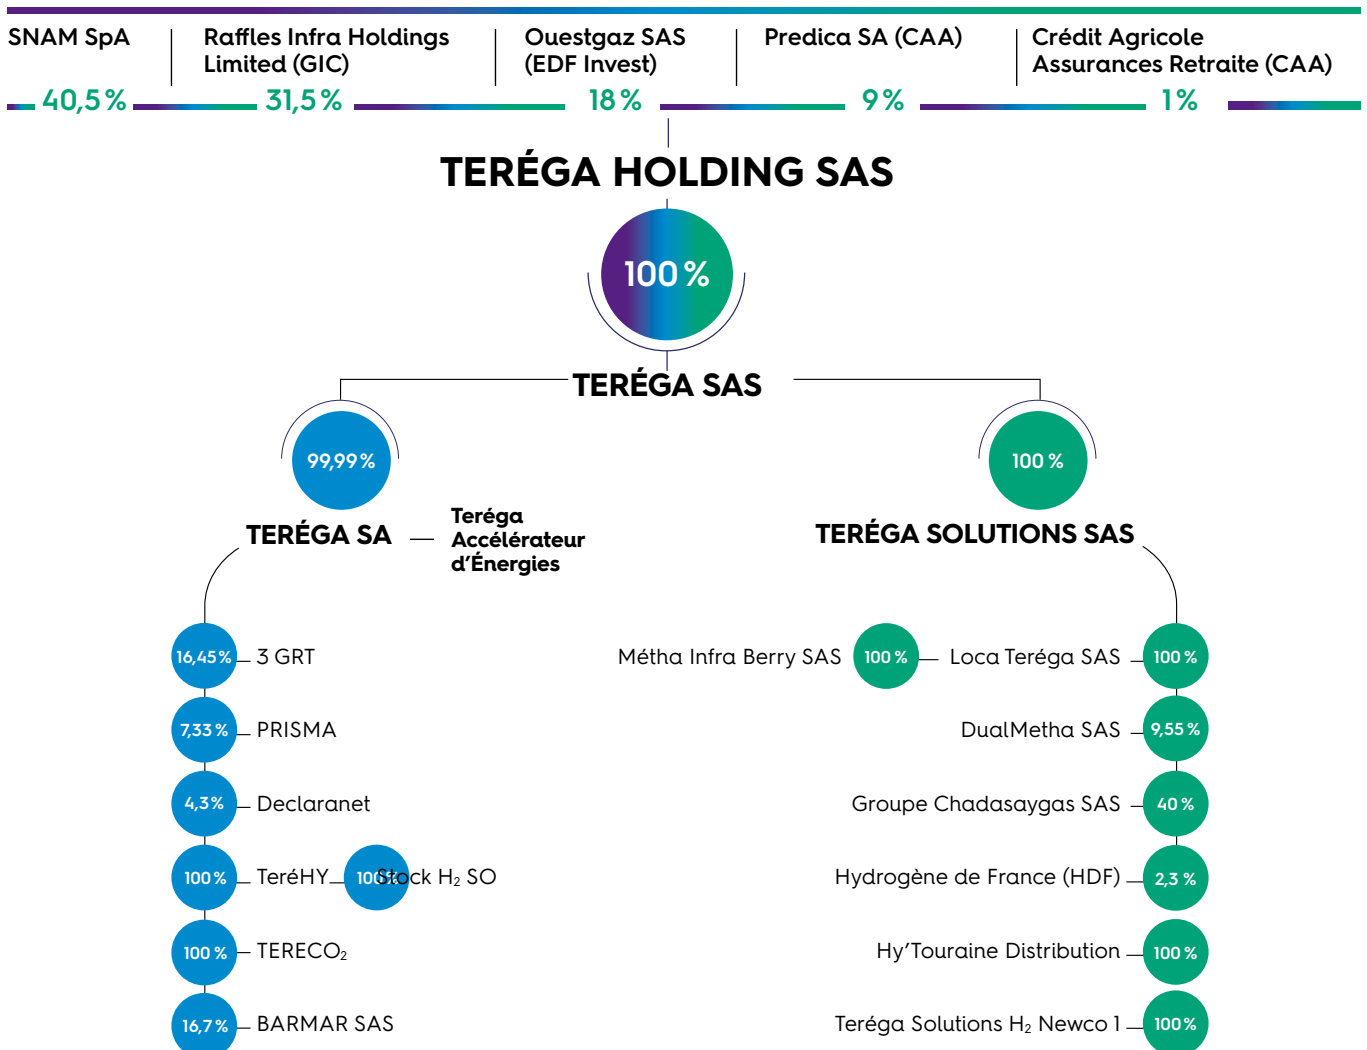 SNAM SpA
Raffles Infra Holdings
Limited (GIC)
Ouestgaz SAS
(EDF Invest)
Predica SA (CAA)
Crédit Agricole
Assurances Retraite (CAA)
40,5 %
31,5 %
18 %
9 %
1 %
TERÉGA HOLDING SAS
100 %
TERÉGA SAS
99,99 %
100 %
TERÉGA SA
Teréga
Accélérateur
d’Énergies
TERÉGA SOLUTIONS SAS
16,45 % 3 GRT
7,33 % PRISMA
4,3 % Declaranet
100 % TeréHY 100 % Stock H₂ SO
100 % TERECO₂
16,7 % BARMAR SAS
Métha Infra Berry SAS 100 % Loca Teréga SAS 100 %
DualMetha SAS 9,55 %
Groupe Chadasaygas SAS 40 %
Hydrogène de France (HDF) 2,3 %
Hy’Touraine Distribution 100 %
Teréga Solutions H₂ Newco 1 100 %